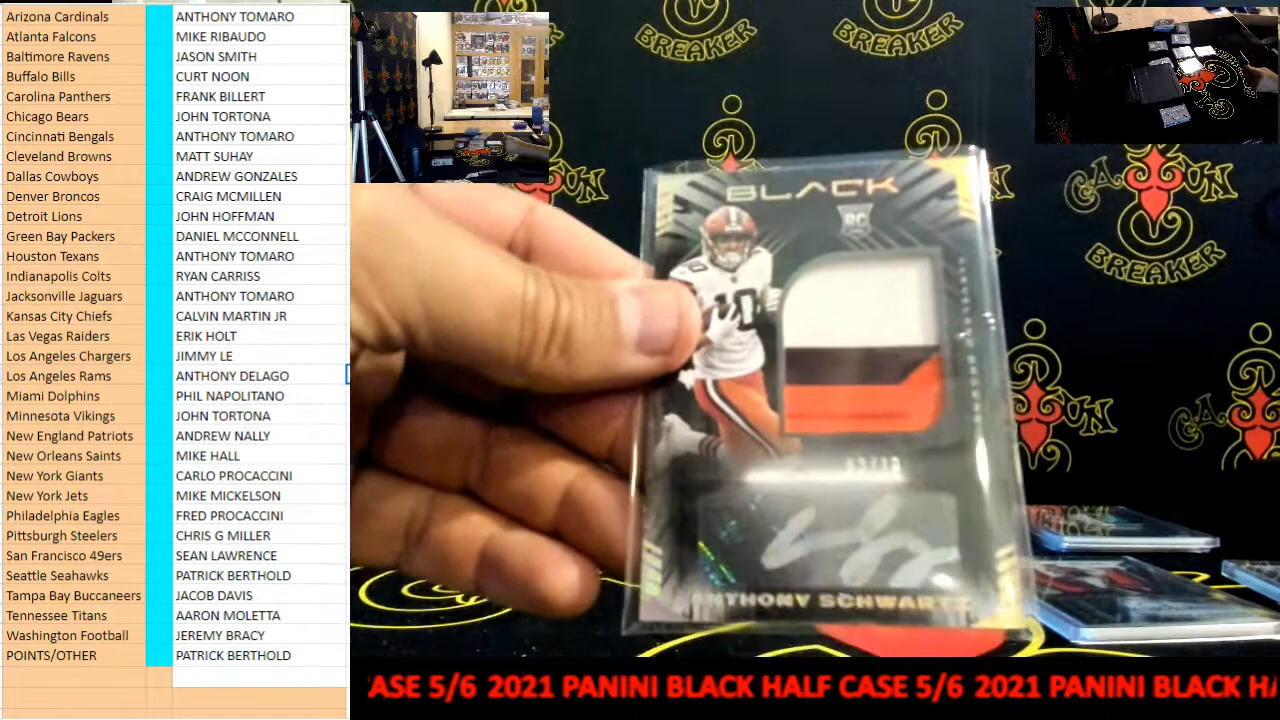 Arizona Cardinals ANTHONY TOMARO
Atlanta Falcons MIKE RIBAUDO
Baltimore Ravens JASON SMITH
Buffalo Bills CURT NOON
Carolina Panthers FRANK BILLERT
Chicago Bears JOHN TORTONA
Cincinnati Bengals ANTHONY TOMARO
Cleveland Browns MATT SUHAY
Dallas Cowboys ANDREW GONZALES
Denver Broncos CRAIG MCMILLEN
Detroit Lions JOHN HOFFMAN
Green Bay Packers DANIEL MCCONNELL
Houston Texans ANTHONY TOMARO
Indianapolis Colts RYAN CARRISS
Jacksonville Jaguars ANTHONY TOMARO
Kansas City Chiefs CALVIN MARTIN JR
Las Vegas Raiders ERIK HOLT
Los Angeles Chargers JIMMY LE
Los Angeles Rams ANTHONY DELAGO
Miami Dolphins PHIL NAPOLITANO
Minnesota Vikings JOHN TORTONA
New England Patriots ANDREW NALLY
New Orleans Saints MIKE HALL
New York Giants CARLO PROCACCINI
New York Jets MIKE MICKELSON
Philadelphia Eagles FRED PROCACCINI
Pittsburgh Steelers CHRIS G MILLER
San Francisco 49ers SEAN LAWRENCE
Seattle Seahawks PATRICK BERTHOLD
Tampa Bay Buccaneers JACOB DAVIS
Tennessee Titans AARON MOLETTA
Washington Football JEREMY BRACY
POINTS/OTHER PATRICK BERTHOLD
BREAKER
BREAKER
BLACK
RC
10
ANTHONY SCHWARTZ
CAJUN
BREAKER
BREAKER
ASE 5/6 2021 PANINI BLACK HALF CASE 5/6 2021 PANINI BLACK HA